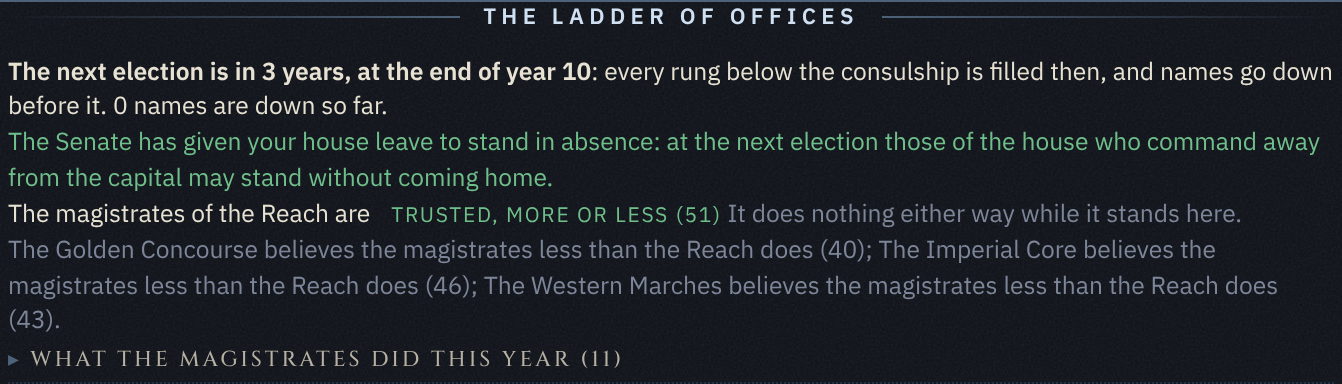 THE LADDER OF OFFICES
The next election is in 3 years, at the end of year 10: every rung below the consulship is filled then, and names go down
before it. 0 names are down so far.
The Senate has given your house leave to stand in absence: at the next election those of the house who command away
from the capital may stand without coming home.
The magistrates of the Reach are TRUSTED, MORE OR LESS (51) It does nothing either way while it stands here.
The Golden Concourse believes the magistrates less than the Reach does (40); The Imperial Core believes the
magistrates less than the Reach does (46); The Western Marches believes the magistrates less than the Reach does
(43).
▸ WHAT THE MAGISTRATES DID THIS YEAR (11)